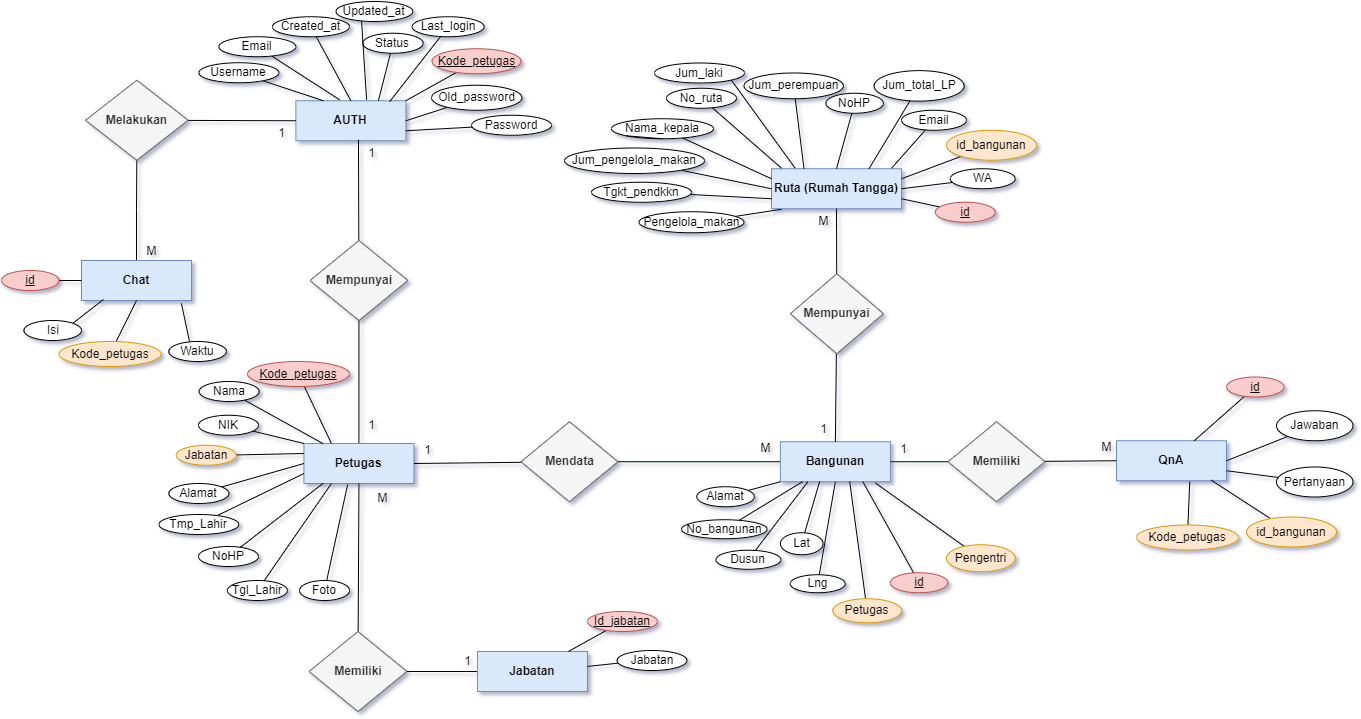 Updated_at
Created_at
Last_login
Email
Status
Username
Kode_petugas
Old_password
Password
AUTH
Melakukan
1
1
M
Chat
id
Isi
Kode_petugas
Waktu
Mempunyai
1
Jum_laki
Jum_perempuan
Jum_total_LP
No_ruta
NoHP
Nama_kepala
Email
Jum_pengelola_makan
id_bangunan
Tgkt_pendkkn
WA
Pengelola_makan
id
Ruta (Rumah Tangga)
M
Mempunyai
1
Kode_petugas
Nama
NIK
Jabatan
Alamat
Tmp_Lahir
NoHP
Tgl_Lahir
Foto
Petugas
1
Mendata
M
Bangunan
1
Memiliki
M
QnA
id
Jawaban
Pertanyaan
id_bangunan
Kode_petugas
Alamat
No_bangunan
Dusun
Lat
Lng
Petugas
id
Pengentri
M
Memiliki
1
Jabatan
Id_jabatan
Jabatan